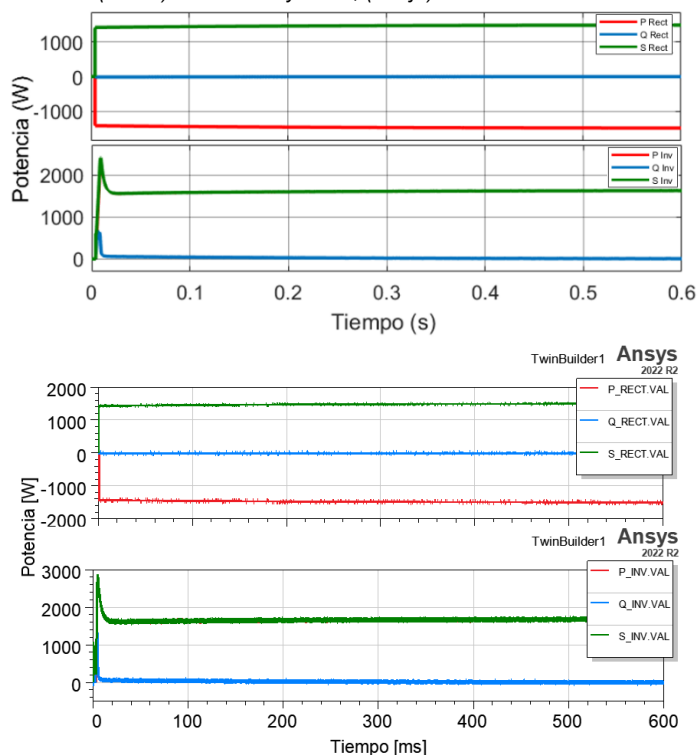 1000
0
-1000
Potencia (W)
P Rect
Q Rect
S Rect
2000
1000
0
P Inv
Q Inv
S Inv
0 0.1 0.2 0.3 0.4 0.5 0.6
Tiempo (s)
TwinBuilder1 Ansys
2022 R2
2000
1000
0
-1000
-2000
P_RECT.VAL
Q_RECT.VAL
S_RECT.VAL
Potencia [W]
TwinBuilder1 Ansys
2022 R2
3000
2000
1000
0
P_INV.VAL
Q_INV.VAL
S_INV.VAL
0 100 200 300 400 500 600
Tiempo [ms]